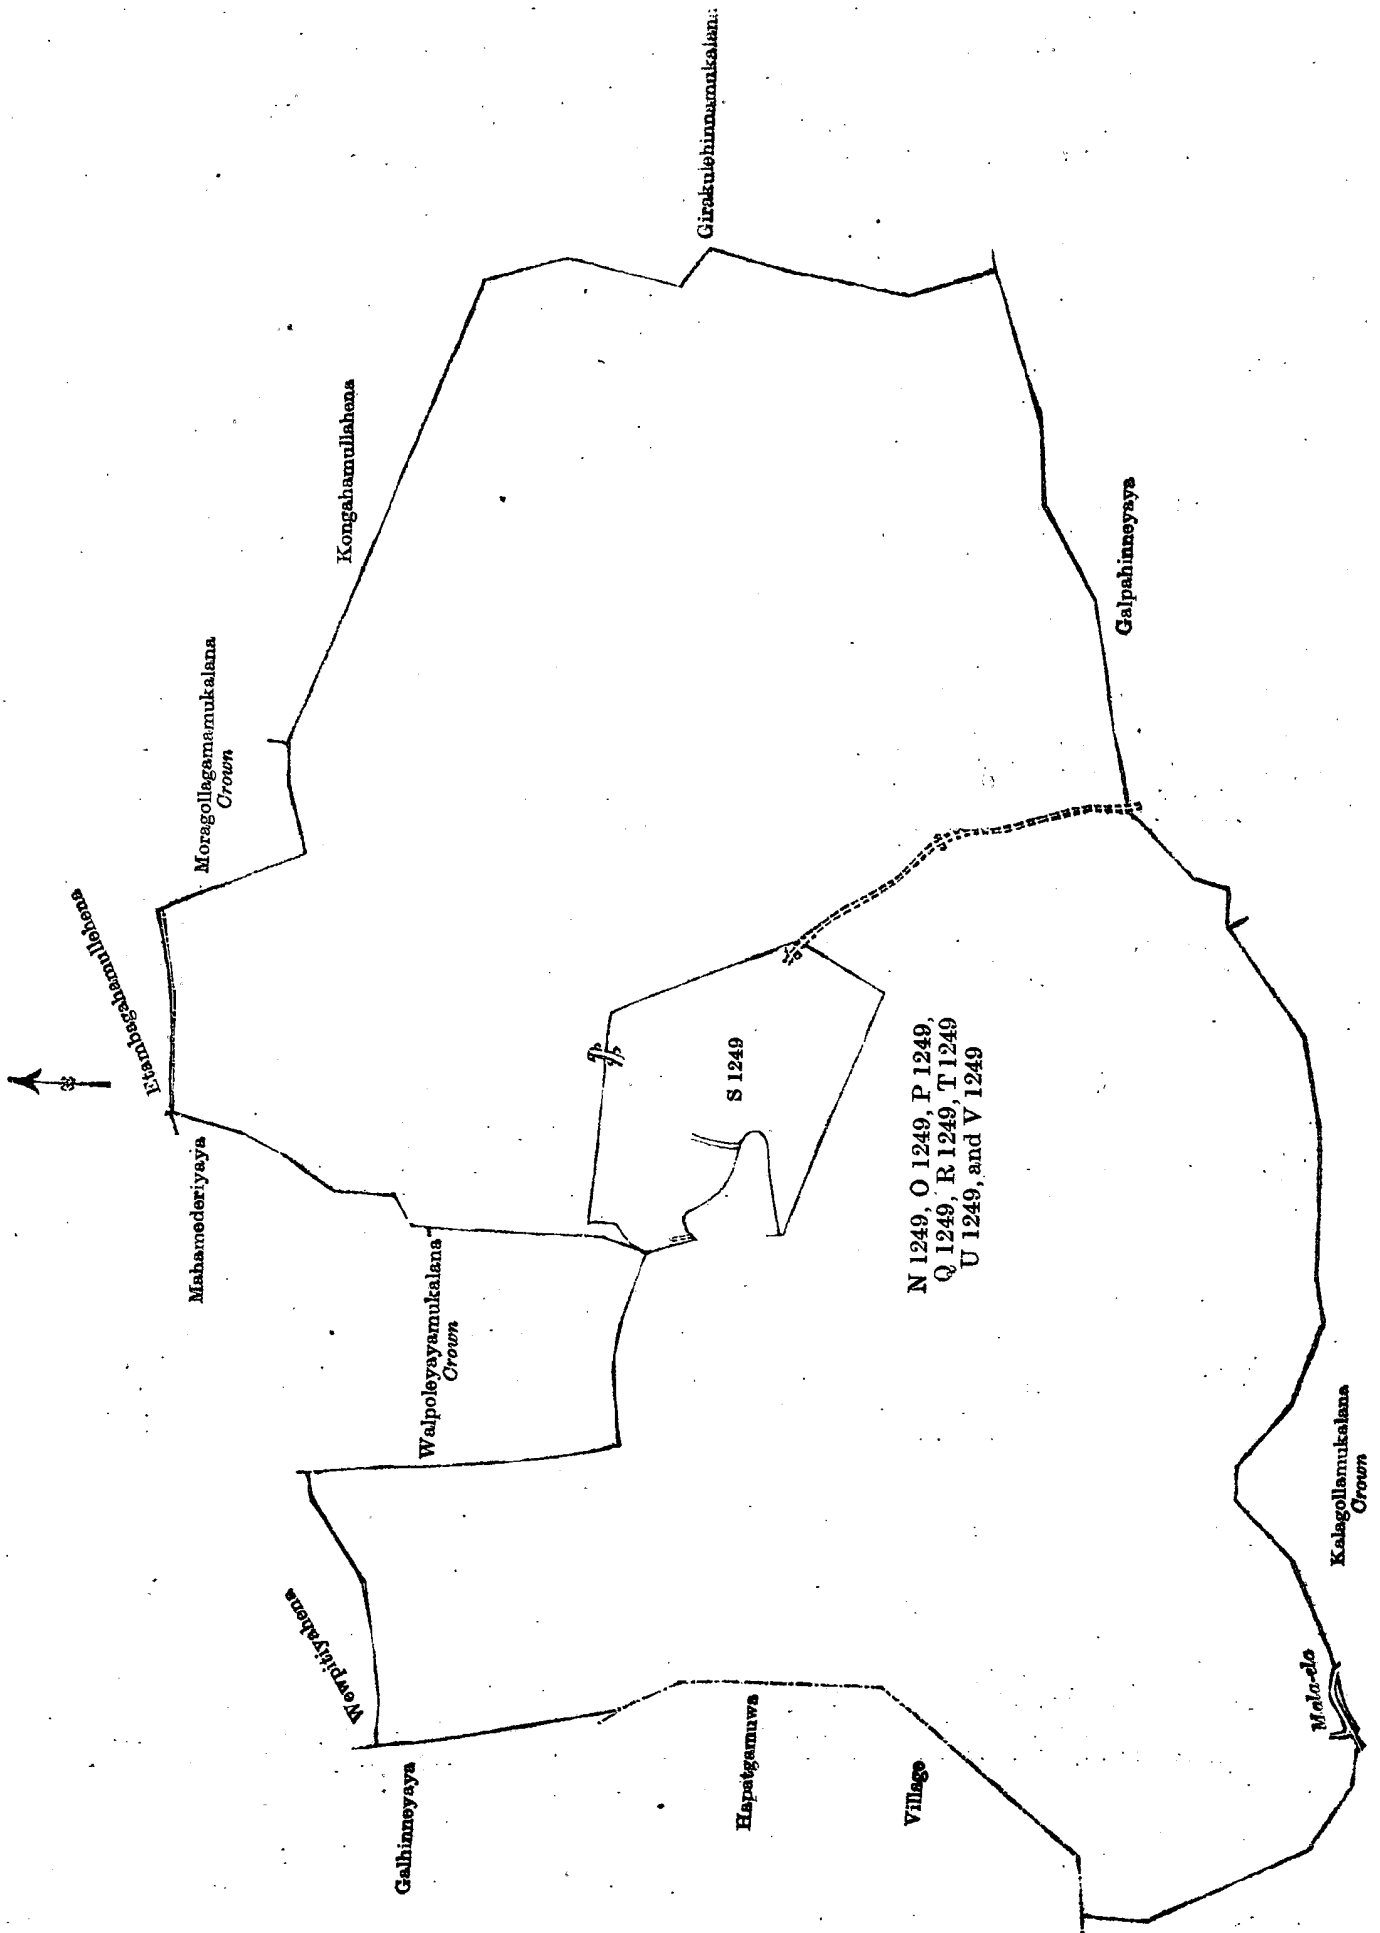 Etambagahamullehena
Mahamederiyaya
Moragollagamamukalana
Crown
Kongahamullahena
Girakulehinnamukalana
Wewpitiyahena
Walpoleyayamukalana
Crown
Galhinneyaya
S 1249
Hapatgamuwa
Village
N 1249, O 1249, P 1249,
Q 1249, R 1249, T 1249
U 1249, and V 1249
Galpahinneyaya
Mala-ela
Kalagollamukalana
Crown